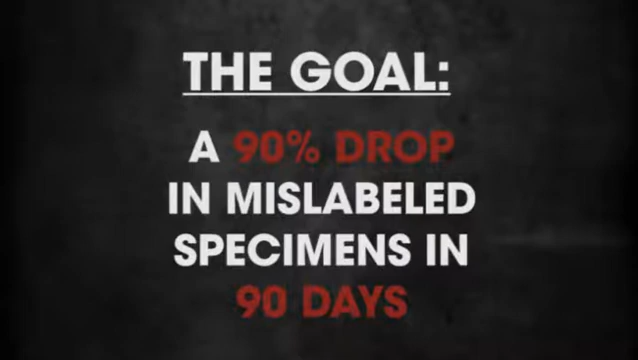 THE GOAL:
A 90% DROP
IN MISLABELED
SPECIMENS IN
90 DAYS